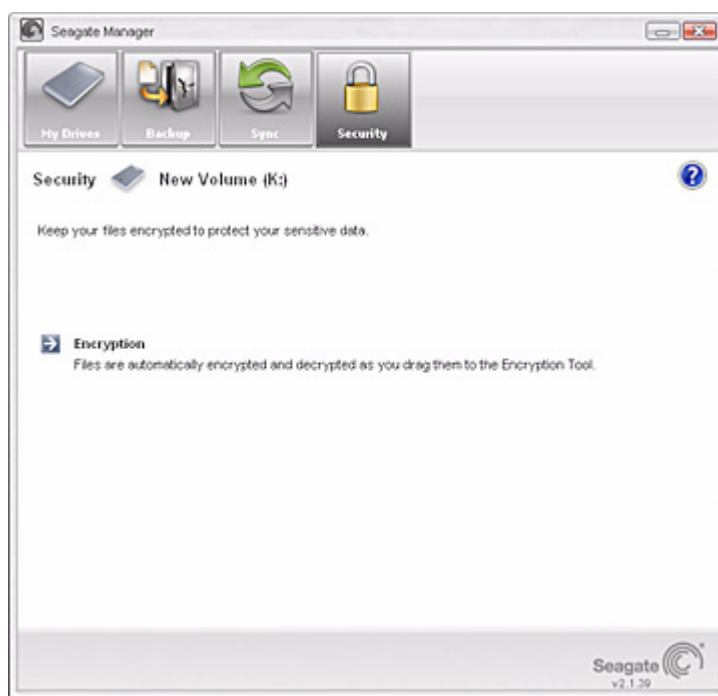 Seagate Manager
My Drives Backup Sync Security
Security New Volume (K:)
Keep your files encrypted to protect your sensitive data.
Encryption
Files are automatically encrypted and decrypted as you drag them to the Encryption Tool.
Seagate
v2.1.39